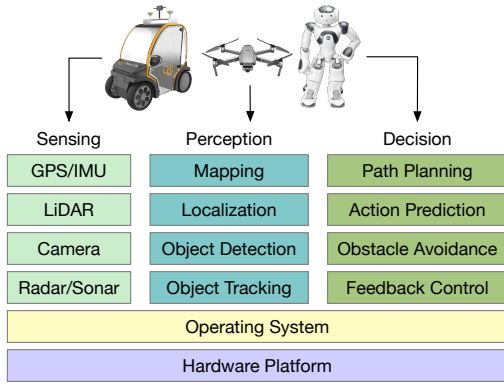 Sensing
Perception
Decision
GPS/IMU
Mapping
Path Planning
LiDAR
Localization
Action Prediction
Camera
Object Detection
Obstacle Avoidance
Radar/Sonar
Object Tracking
Feedback Control
Operating System
Hardware Platform